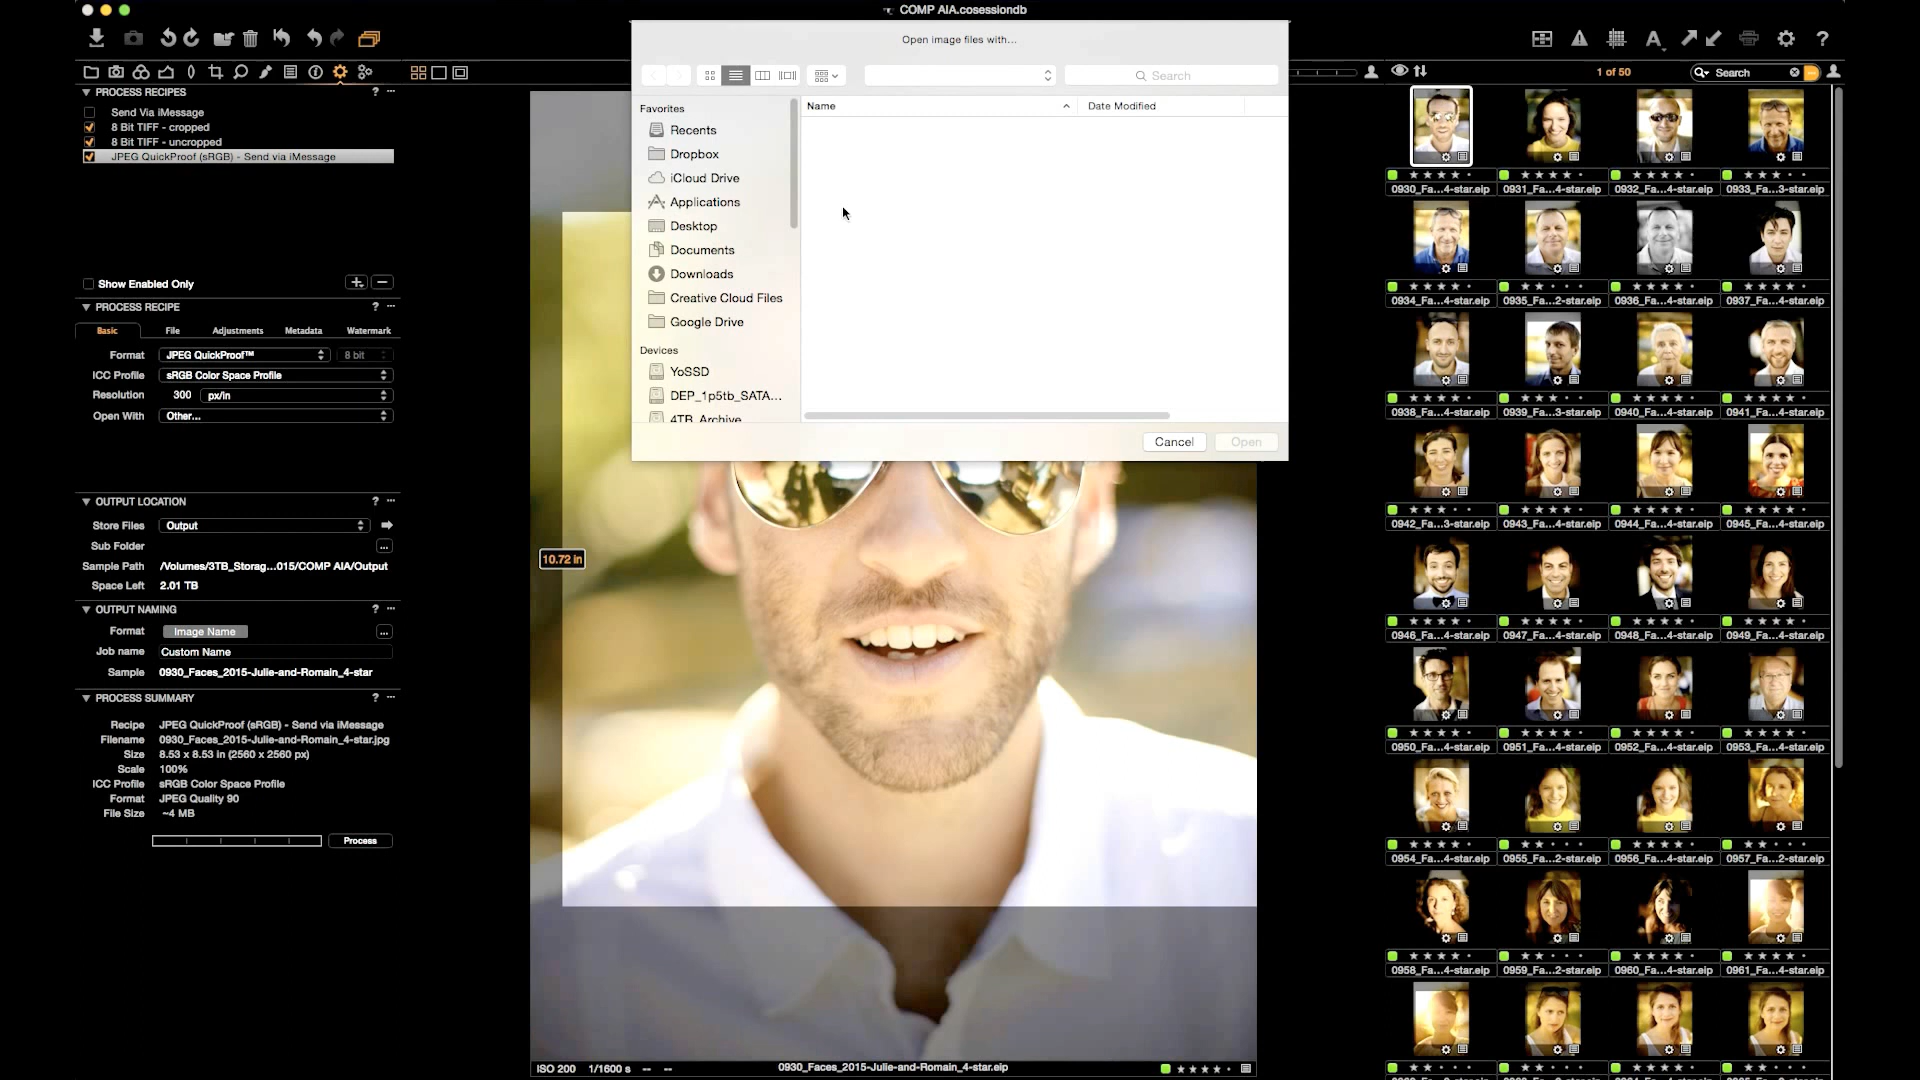 COMP AIA.cosessiondb
Open image files with...
Search
1 of 50
Search
PROCESS RECIPES
?
Send Via iMessage
8 Bit TIFF - cropped
8 Bit TIFF - uncropped
JPEG QuickProof (sRGB) - Send via iMessage
Show Enabled Only
PROCESS RECIPE
?
Basic File Adjustments Metadata Watermark
Format JPEG QuickProof™ 8 bit
ICC Profile sRGB Color Space Profile
Resolution 300 px/in
Open With Other...
OUTPUT LOCATION
?
Store Files Output
Sub Folder ...
Sample Path /Volumes/3TB_Storag...015/COMP AIA/Output
Space Left 2.01 TB
OUTPUT NAMING
?
Format Image Name ...
Job name Custom Name
Sample 0930_Faces_2015-Julie-and-Romain_4-star
PROCESS SUMMARY
?
Recipe JPEG QuickProof (sRGB) - Send via iMessage
Filename 0930_Faces_2015-Julie-and-Romain_4-star.jpg
Size 8.53 x 8.53 in (2560 x 2560 px)
Scale 100%
ICC Profile sRGB Color Space Profile
Format JPEG Quality 90
File Size ~4 MB
Process
Favorites
Recents
Dropbox
iCloud Drive
Applications
Desktop
Documents
Downloads
Creative Cloud Files
Google Drive
Devices
YoSSD
DEP_1p5tb_SATA...
4TB Archive
Name Date Modified
Cancel Open
10.72 in
ISO 200 1/1600 s -- --
0930_Faces_2015-Julie-and-Romain_4-star.eip
0930_Fa...4-star.eip 0931_Fa...4-star.eip 0932_Fa...4-star.eip 0933_Fa...3-star.eip
0934_Fa...4-star.eip 0935_Fa...2-star.eip 0936_Fa...4-star.eip 0937_Fa...4-star.eip
0938_Fa...4-star.eip 0939_Fa...3-star.eip 0940_Fa...4-star.eip 0941_Fa...4-star.eip
0942_Fa...3-star.eip 0943_Fa...4-star.eip 0944_Fa...4-star.eip 0945_Fa...4-star.eip
0946_Fa...4-star.eip 0947_Fa...4-star.eip 0948_Fa...4-star.eip 0949_Fa...4-star.eip
0950_Fa...4-star.eip 0951_Fa...4-star.eip 0952_Fa...4-star.eip 0953_Fa...4-star.eip
0954_Fa...4-star.eip 0955_Fa...2-star.eip 0956_Fa...4-star.eip 0957_Fa...2-star.eip
0958_Fa...4-star.eip 0959_Fa...2-star.eip 0960_Fa...4-star.eip 0961_Fa...4-star.eip